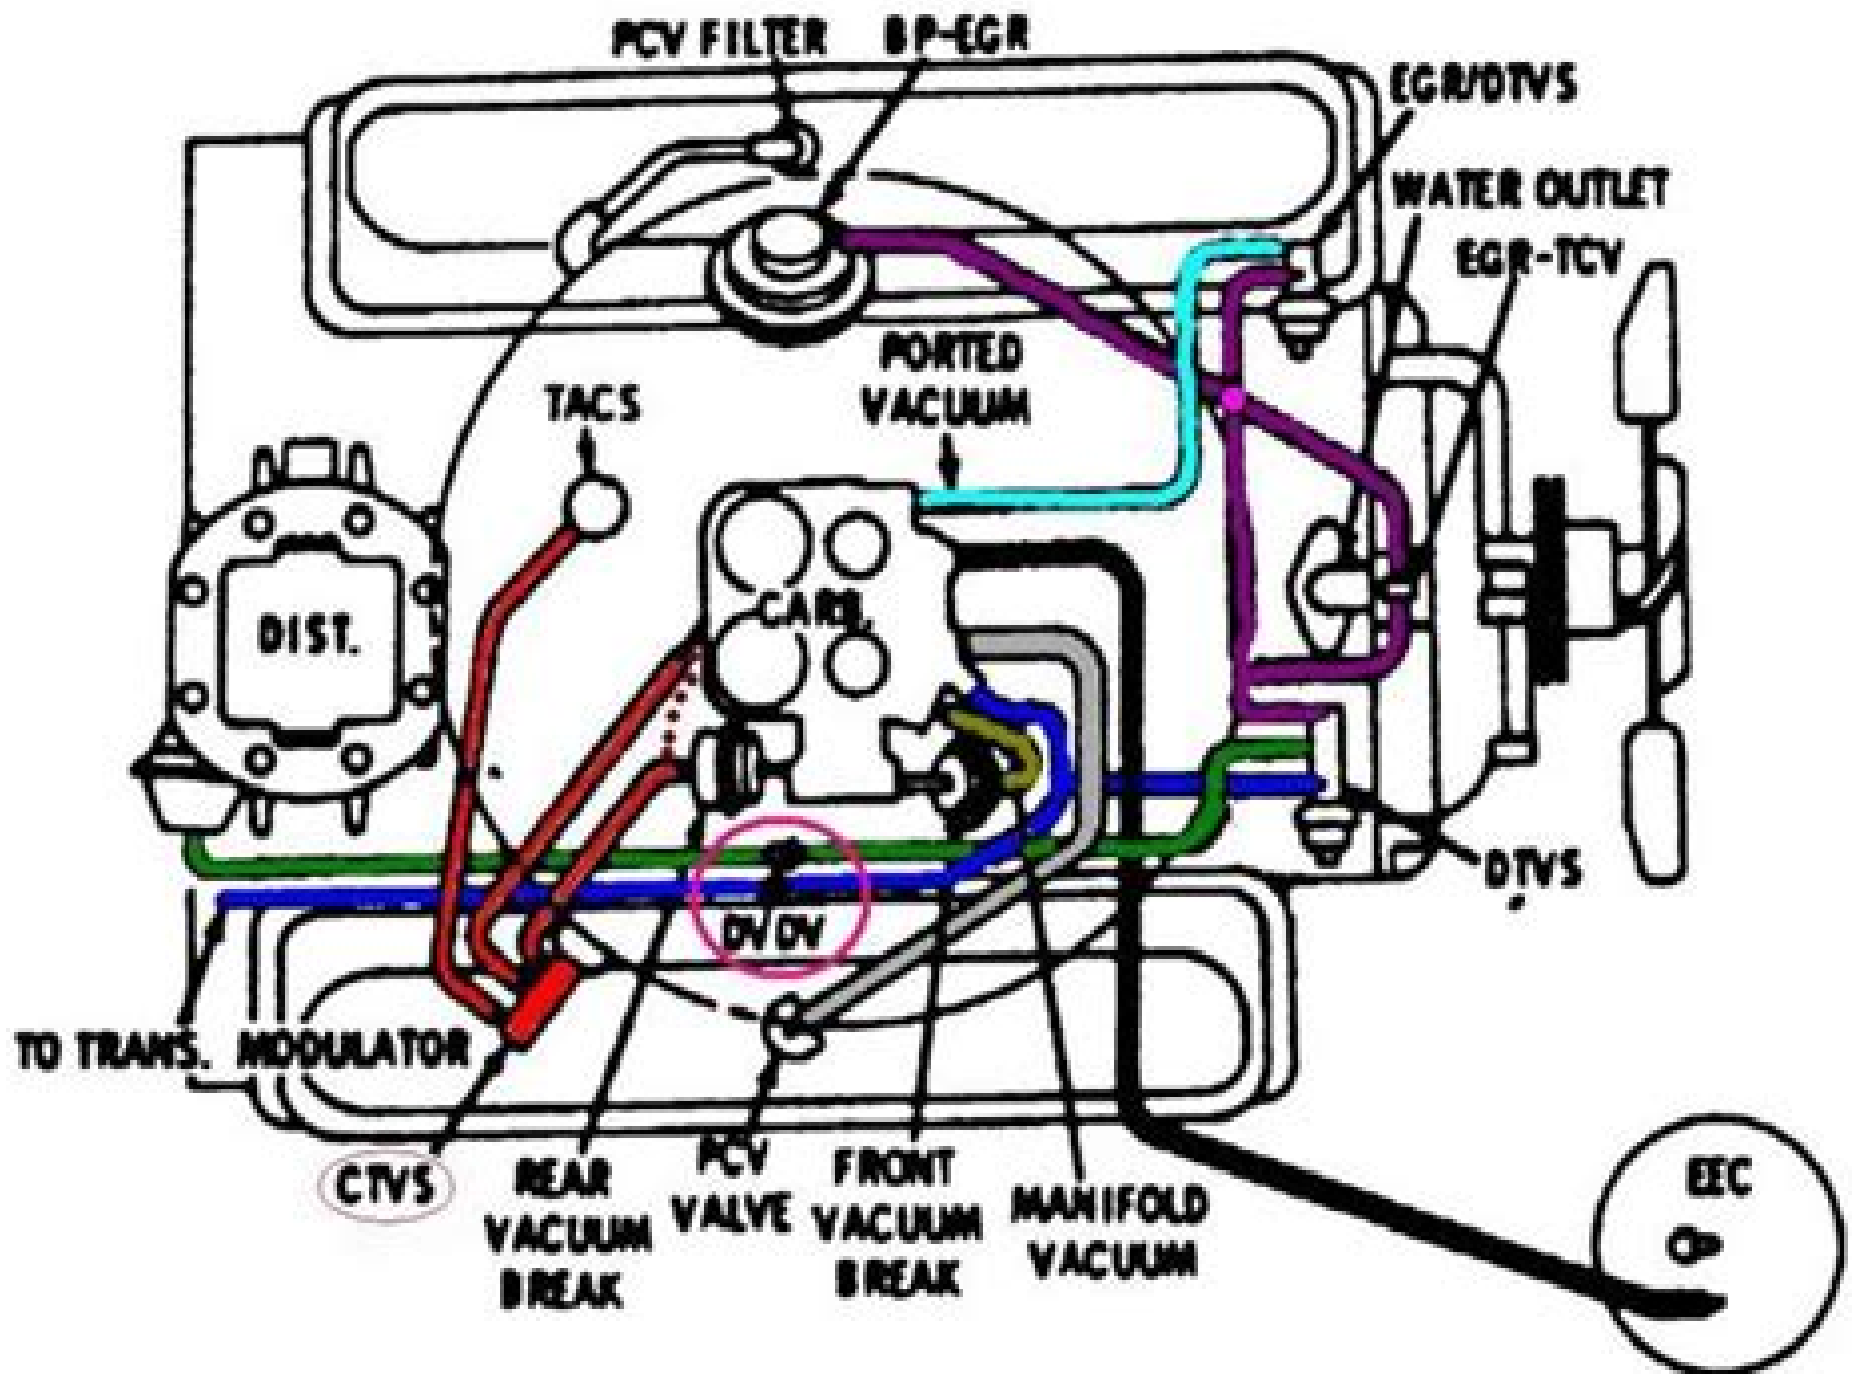 PCV FILTER
BP-EGR
EGR/DTVS
WATER OUTLET
EGR-TCV
PORTED
VACUUM
TACS
CARB.
DIST.
DVDV
DTVS
TO TRANS. MODULATOR
CTVS
REAR
VACUUM
BREAK
PCV
VALVE
FRONT
VACUUM
BREAK
MANIFOLD
VACUUM
EEC